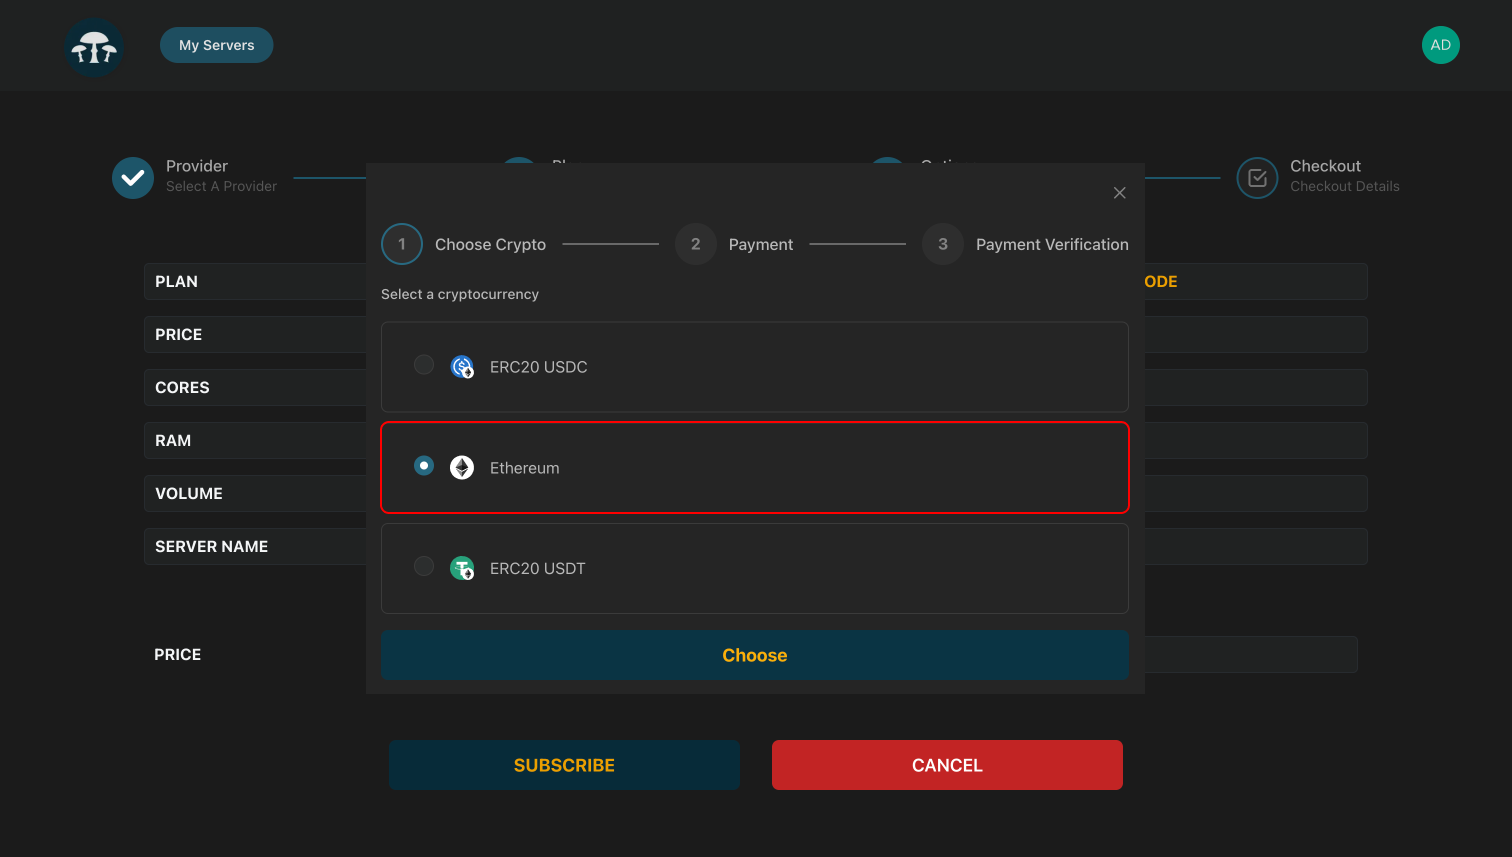 My Servers
AD
Provider
Select A Provider
Checkout
Checkout Details
1
Choose Crypto
2
Payment
3
Payment Verification
Select a cryptocurrency
PLAN
ODE
PRICE
CORES
RAM
VOLUME
SERVER NAME
ERC20 USDC
Ethereum
ERC20 USDT
PRICE
Choose
SUBSCRIBE
CANCEL